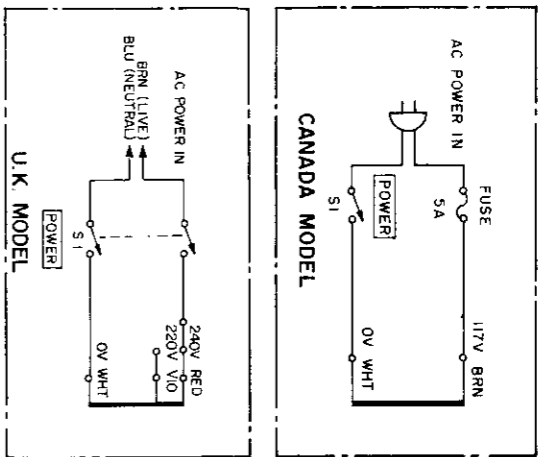 AC POWER IN
FUSE
5A
117V BRN
POWER
S1
0V WHT
CANADA MODEL
AC POWER IN
BRN (LIVE)
BLU (NEUTRAL)
240V RED
220V VIO
0V WHT
S1
POWER
U.K. MODEL